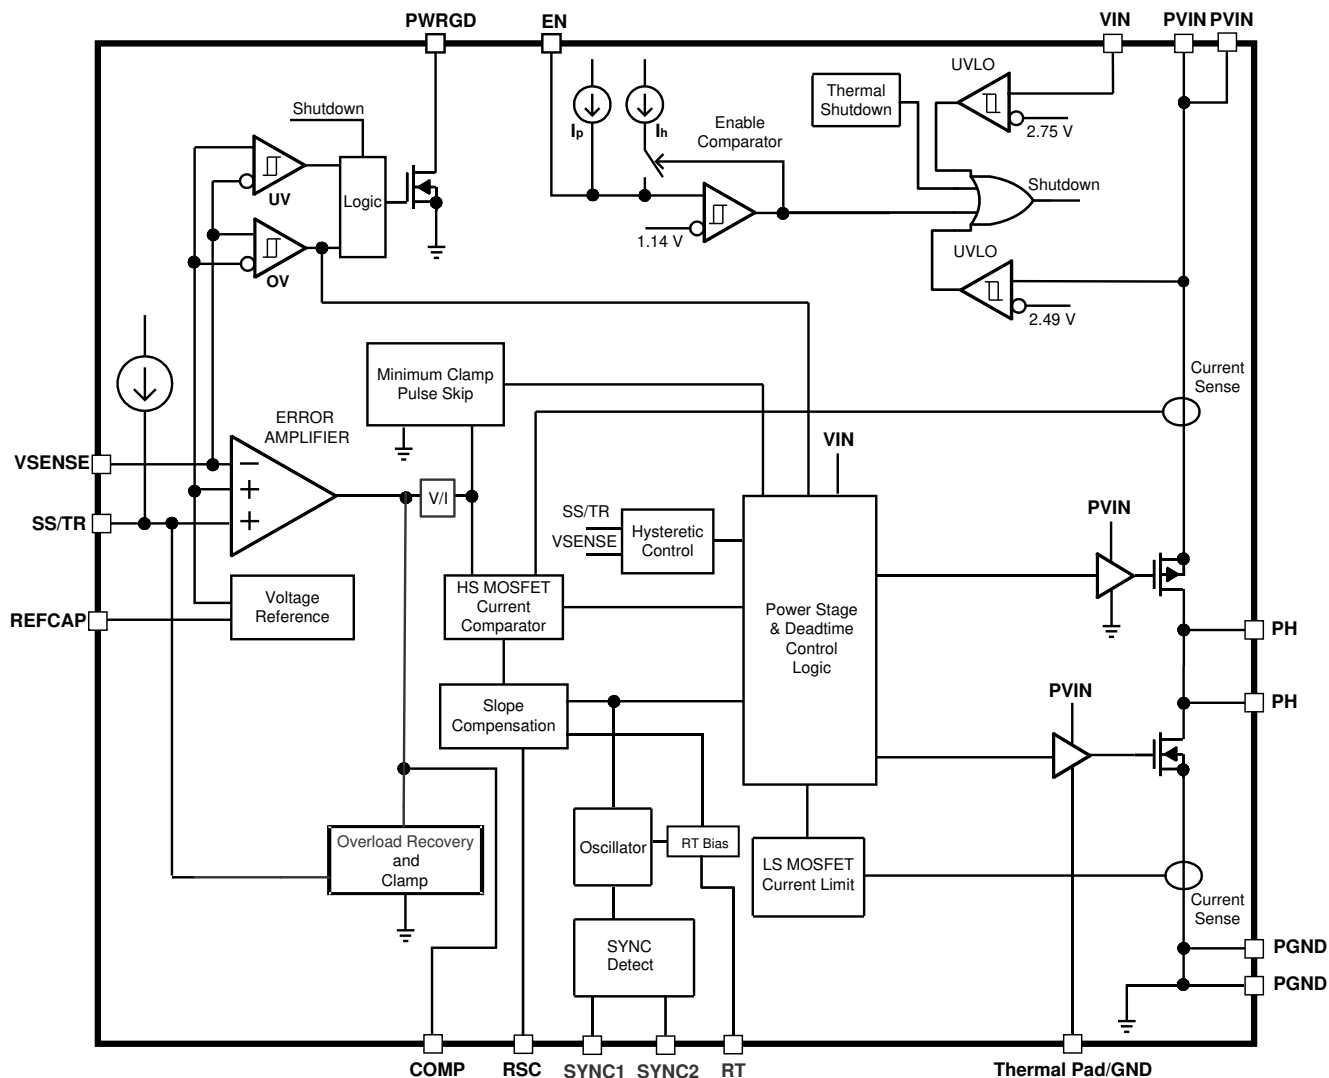 PWRGD
EN
VIN
PVIN PVIN
UVLO
Thermal
Shutdown
Shutdown
Ip
Ih
Enable
Comparator
2.75 V
UV
Logic
Shutdown
1.14 V
OV
UVLO
2.49 V
Minimum Clamp
Pulse Skip
Current
Sense
ERROR
AMPLIFIER
VIN
VSENSE
−
+
+
V/I
SS/TR
SS/TR
VSENSE
Hysteretic
Control
PVIN
Voltage
Reference
REFCAP
HS MOSFET
Current
Comparator
Power Stage
& Deadtime
Control
Logic
PH
PVIN
PH
Slope
Compensation
Overload Recovery
and
Clamp
Oscillator
RT Bias
LS MOSFET
Current Limit
Current
Sense
SYNC
Detect
PGND
PGND
COMP
RSC
SYNC1
SYNC2
RT
Thermal Pad/GND